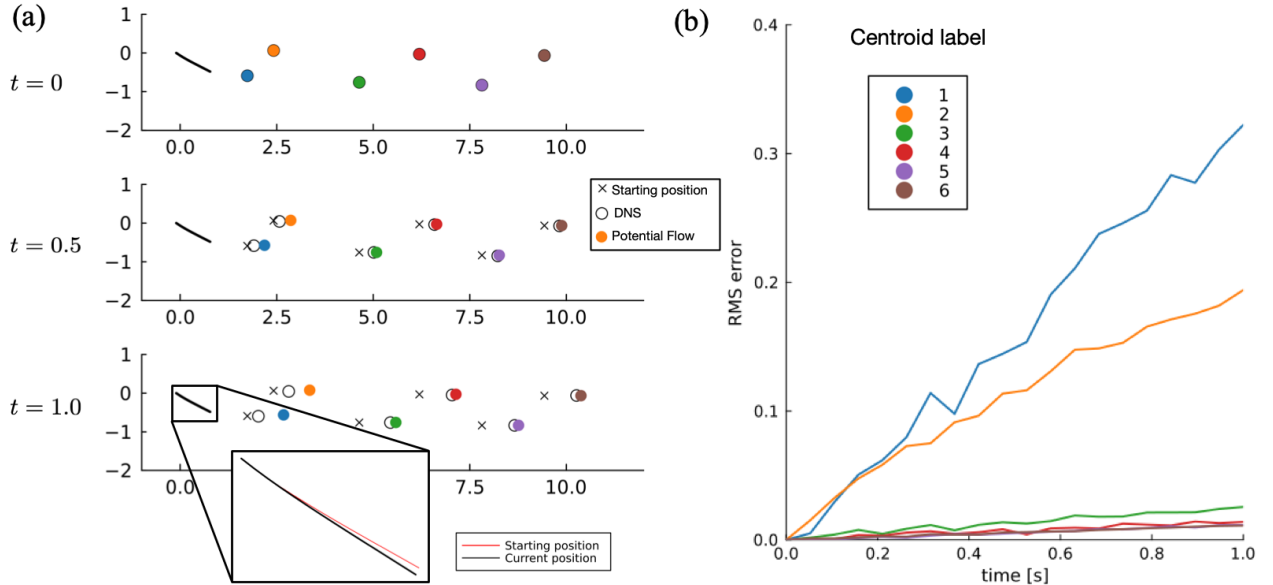 (a)
1
0
−1
−2
t = 0
0.0 2.5 5.0 7.5 10.0
1
0
−1
−2
t = 0.5
0.0 2.5 5.0 7.5 10.0
Starting position
DNS
Potential Flow
1
0
−1
−2
t = 1.0
0.0 7.5 10.0
Starting position
Current position
(b)
Centroid label
1
2
3
4
5
6
RMS error
0.4
0.3
0.2
0.1
0.0
0.0 0.2 0.4 0.6 0.8 1.0
time [s]